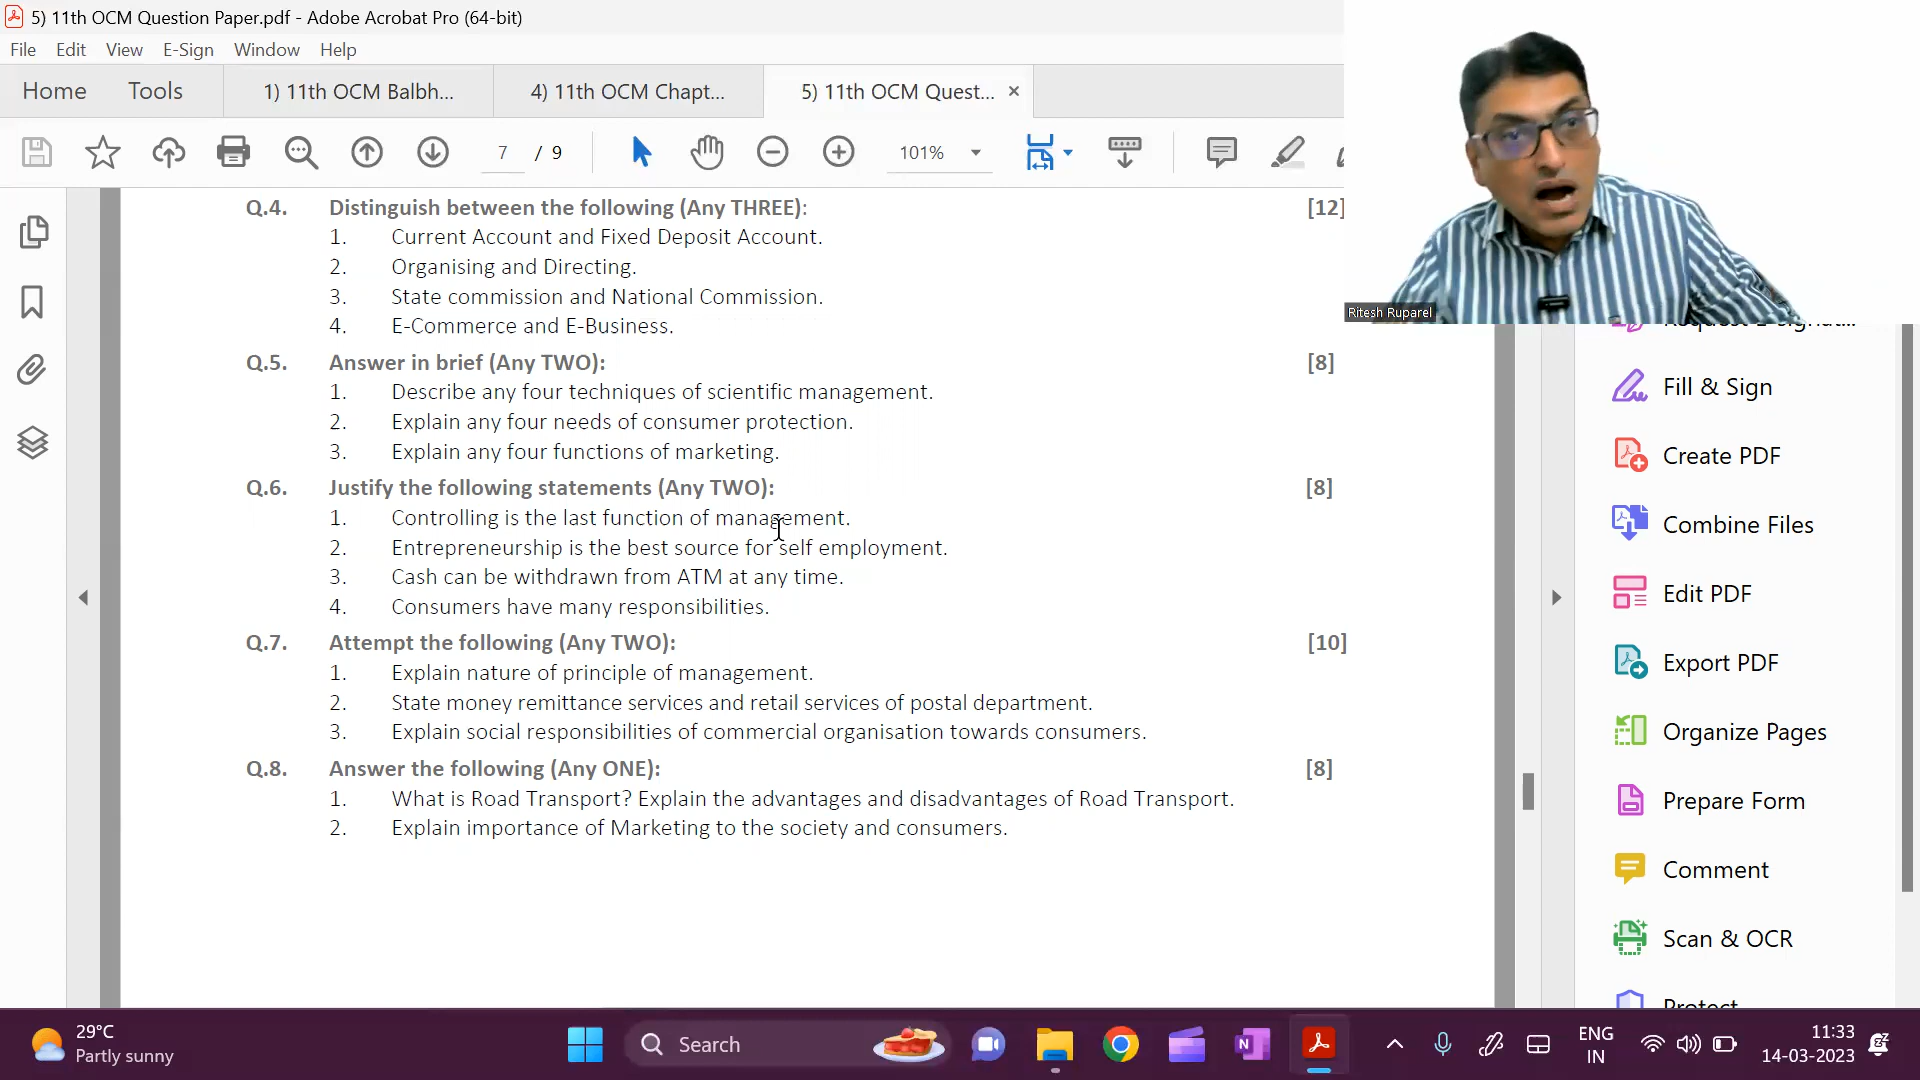 5) 11th OCM Question Paper.pdf - Adobe Acrobat Pro (64-bit)
File Edit View E-Sign Window Help
Home Tools 1) 11th OCM Balbh... 4) 11th OCM Chapt... 5) 11th OCM Quest... ×
7 / 9 101%
Q.4. Distinguish between the following (Any THREE): [12]
1. Current Account and Fixed Deposit Account.
2. Organising and Directing.
3. State commission and National Commission.
4. E-Commerce and E-Business.
Q.5. Answer in brief (Any TWO): [8]
1. Describe any four techniques of scientific management.
2. Explain any four needs of consumer protection.
3. Explain any four functions of marketing.
Q.6. Justify the following statements (Any TWO): [8]
1. Controlling is the last function of management.
2. Entrepreneurship is the best source for self employment.
3. Cash can be withdrawn from ATM at any time.
4. Consumers have many responsibilities.
Q.7. Attempt the following (Any TWO): [10]
1. Explain nature of principle of management.
2. State money remittance services and retail services of postal department.
3. Explain social responsibilities of commercial organisation towards consumers.
Q.8. Answer the following (Any ONE): [8]
1. What is Road Transport? Explain the advantages and disadvantages of Road Transport.
2. Explain importance of Marketing to the society and consumers.
Ritesh Ruparel
Fill & Sign
Create PDF
Combine Files
Edit PDF
Export PDF
Organize Pages
Prepare Form
Comment
Scan & OCR
Protect
29°C
Partly sunny
Search
ENG
IN
11:33
14-03-2023